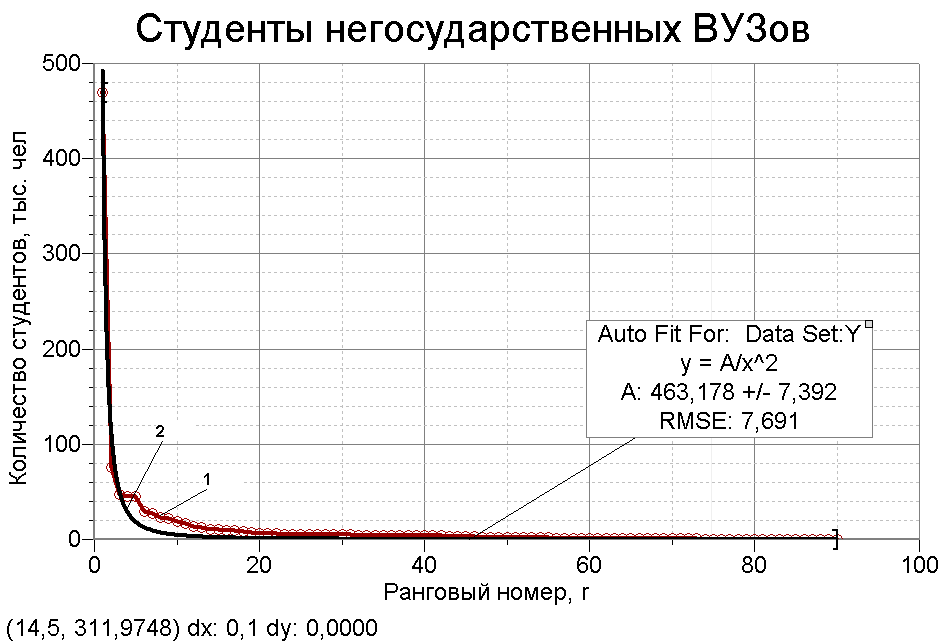 Студенты негосударственных ВУЗов
Количество студентов, тыс. чел
500
400
300
200
100
0
2
1
Auto Fit For: Data Set:Y
y = A/x^2
A: 463,178 +/- 7,392
RMSE: 7,691
0 20 40 60 80 100
Ранговый номер, r
(14,5, 311,9748) dx: 0,1 dy: 0,0000